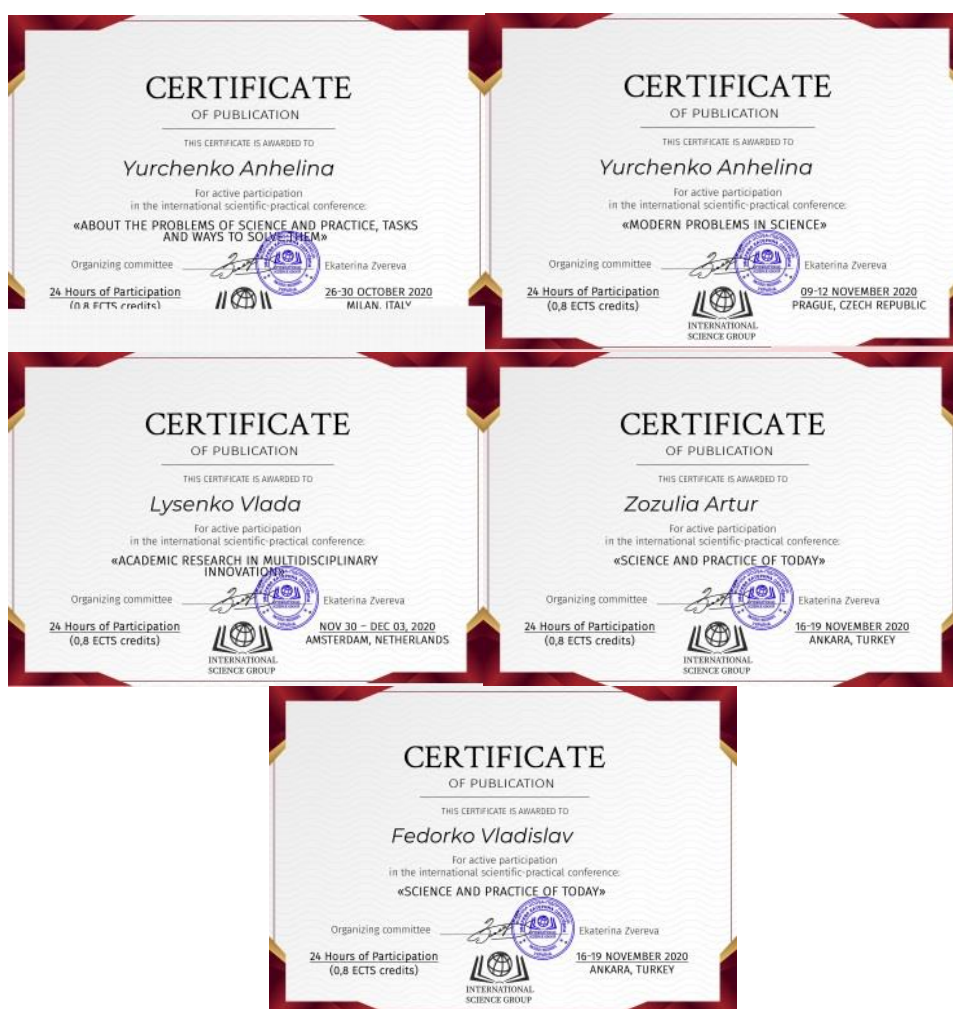 CERTIFICATE
OF PUBLICATION
THIS CERTIFICATE IS AWARDED TO
Yurchenko Anhelina
For active participation
in the international scientific-practical conference:
«ABOUT THE PROBLEMS OF SCIENCE AND PRACTICE, TASKS
AND WAYS TO SOLVE THEM»
Organizing committee Ekaterina Zvereva
24 Hours of Participation
(0,8 ECTS credits)
26-30 OCTOBER 2020
MILAN, ITALY
CERTIFICATE
OF PUBLICATION
THIS CERTIFICATE IS AWARDED TO
Yurchenko Anhelina
For active participation
in the international scientific-practical conference:
«MODERN PROBLEMS IN SCIENCE»
Organizing committee Ekaterina Zvereva
24 Hours of Participation
(0,8 ECTS credits)
INTERNATIONAL
SCIENCE GROUP
09-12 NOVEMBER 2020
PRAGUE, CZECH REPUBLIC
CERTIFICATE
OF PUBLICATION
THIS CERTIFICATE IS AWARDED TO
Lysenko Vlada
For active participation
in the international scientific-practical conference:
«ACADEMIC RESEARCH IN MULTIDISCIPLINARY
INNOVATION»
Organizing committee Ekaterina Zvereva
24 Hours of Participation
(0,8 ECTS credits)
INTERNATIONAL
SCIENCE GROUP
NOV 30 – DEC 03, 2020
AMSTERDAM, NETHERLANDS
CERTIFICATE
OF PUBLICATION
THIS CERTIFICATE IS AWARDED TO
Zozulia Artur
For active participation
in the international scientific-practical conference:
«SCIENCE AND PRACTICE OF TODAY»
Organizing committee Ekaterina Zvereva
24 Hours of Participation
(0,8 ECTS credits)
INTERNATIONAL
SCIENCE GROUP
16-19 NOVEMBER 2020
ANKARA, TURKEY
CERTIFICATE
OF PUBLICATION
THIS CERTIFICATE IS AWARDED TO
Fedorko Vladislav
For active participation
in the international scientific-practical conference:
«SCIENCE AND PRACTICE OF TODAY»
Organizing committee Ekaterina Zvereva
24 Hours of Participation
(0,8 ECTS credits)
INTERNATIONAL
SCIENCE GROUP
16-19 NOVEMBER 2020
ANKARA, TURKEY